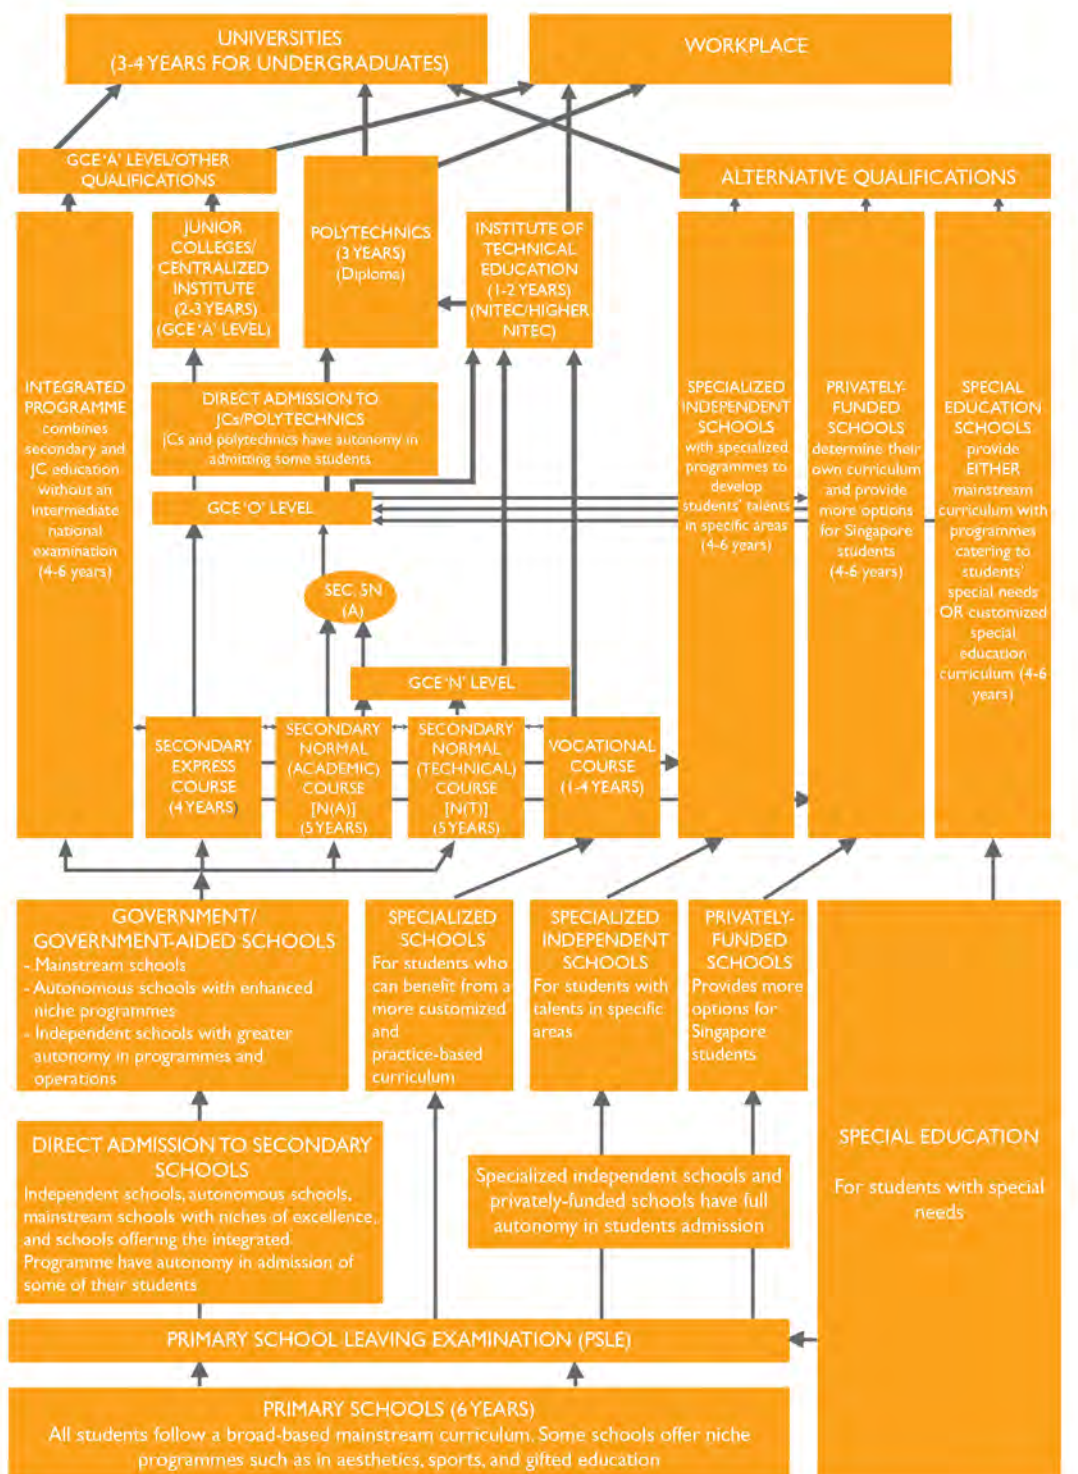 UNIVERSITIES
(3-4 YEARS FOR UNDERGRADUATES)
WORKPLACE
GCE 'A' LEVEL/OTHER
QUALIFICATIONS
ALTERNATIVE QUALIFICATIONS
JUNIOR
COLLEGES/
CENTRALIZED
INSTITUTE
(2-3 YEARS)
(GCE 'A' LEVEL)
POLYTECHNICS
(3 YEARS)
(Diploma)
INSTITUTE OF
TECHNICAL
EDUCATION
(1-2 YEARS)
(NITEC/HIGHER
NITEC)
INTEGRATED
PROGRAMME
combines
secondary and
JC education
without an
intermediate
national
examination
(4-6 years)
DIRECT ADMISSION TO
JCs/POLYTECHNICS
JCs and polytechnics have autonomy in
admitting some students
SPECIALIZED
INDEPENDENT
SCHOOLS
with specialized
programmes to
develop
students' talents
in specific areas
(4-6 years)
PRIVATELY-
FUNDED
SCHOOLS
determine their
own curriculum
and provide
more options
for Singapore
students
(4-6 years)
SPECIAL
EDUCATION
SCHOOLS
provide
EITHER
mainstream
curriculum with
programmes
catering to
students'
special needs
OR customized
special
education
curriculum (4-6
years)
GCE 'O' LEVEL
SEC. 5N
(A)
GCE 'N' LEVEL
SECONDARY
EXPRESS
COURSE
(4 YEARS)
SECONDARY
NORMAL
(ACADEMIC)
COURSE
[N(A)]
(5 YEARS)
SECONDARY
NORMAL
(TECHNICAL)
COURSE
[N(T)]
(5 YEARS)
VOCATIONAL
COURSE
(1-4 YEARS)
GOVERNMENT/
GOVERNMENT-AIDED SCHOOLS
- Mainstream schools
- Autonomous schools with enhanced
niche programmes
- Independent schools with greater
autonomy in programmes and
operations
SPECIALIZED
SCHOOLS
For students who
can benefit from a
more customized
and
practice-based
curriculum
SPECIALIZED
INDEPENDENT
SCHOOLS
For students with
talents in specific
areas
PRIVATELY-
FUNDED
SCHOOLS
Provides more
options for
Singapore
students
DIRECT ADMISSION TO SECONDARY
SCHOOLS
Independent schools, autonomous schools,
mainstream schools with niches of excellence,
and schools offering the integrated
Programme have autonomy in admission of
some of their students
Specialized independent schools and
privately-funded schools have full
autonomy in students admission
SPECIAL EDUCATION
For students with special
needs
PRIMARY SCHOOL LEAVING EXAMINATION (PSLE)
PRIMARY SCHOOLS (6 YEARS)
All students follow a broad-based mainstream curriculum. Some schools offer niche
programmes such as in aesthetics, sports, and gifted education